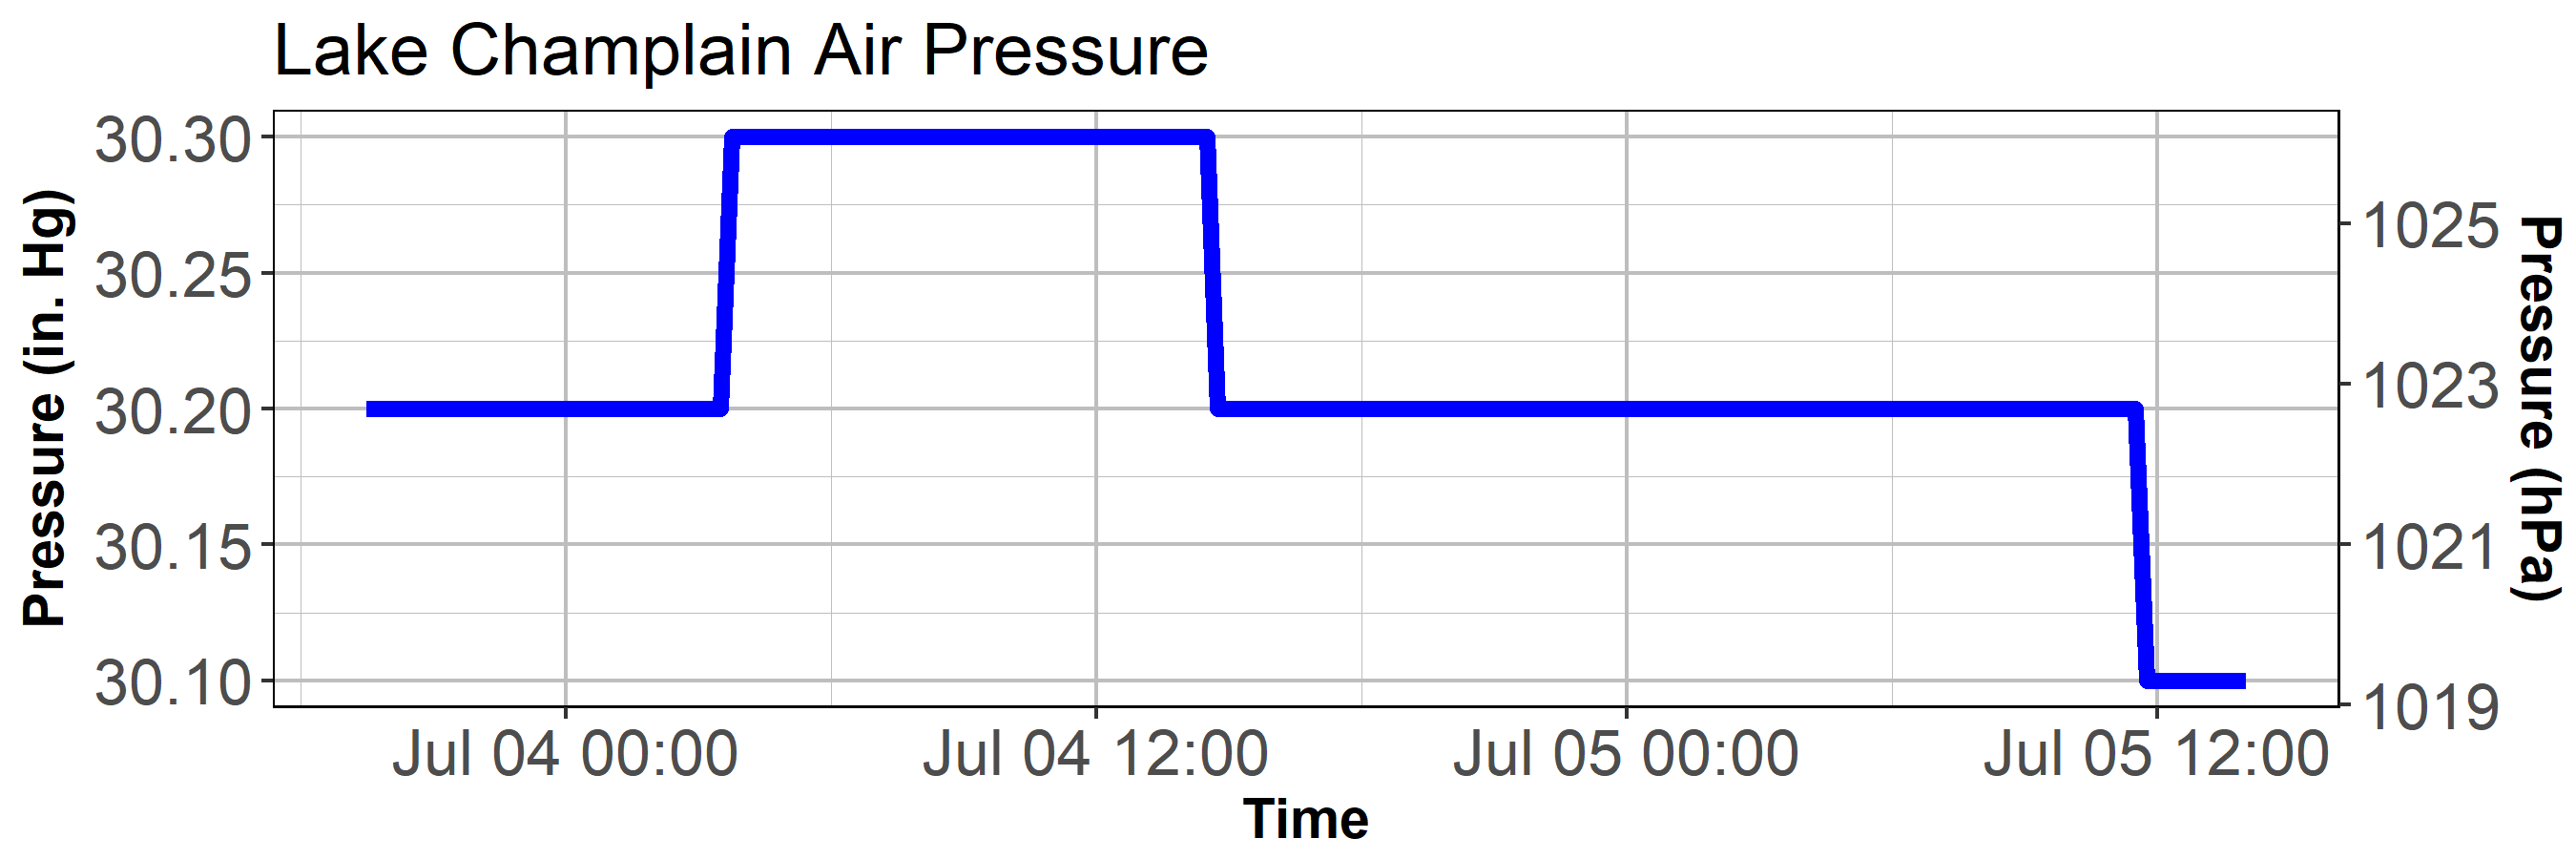 Lake Champlain Air Pressure
Pressure (in. Hg)
30.30
30.25
30.20
30.15
30.10
1025
1023
1021
1019
Pressure (hPa)
Jul 04 00:00
Jul 04 12:00
Jul 05 00:00
Jul 05 12:00
Time